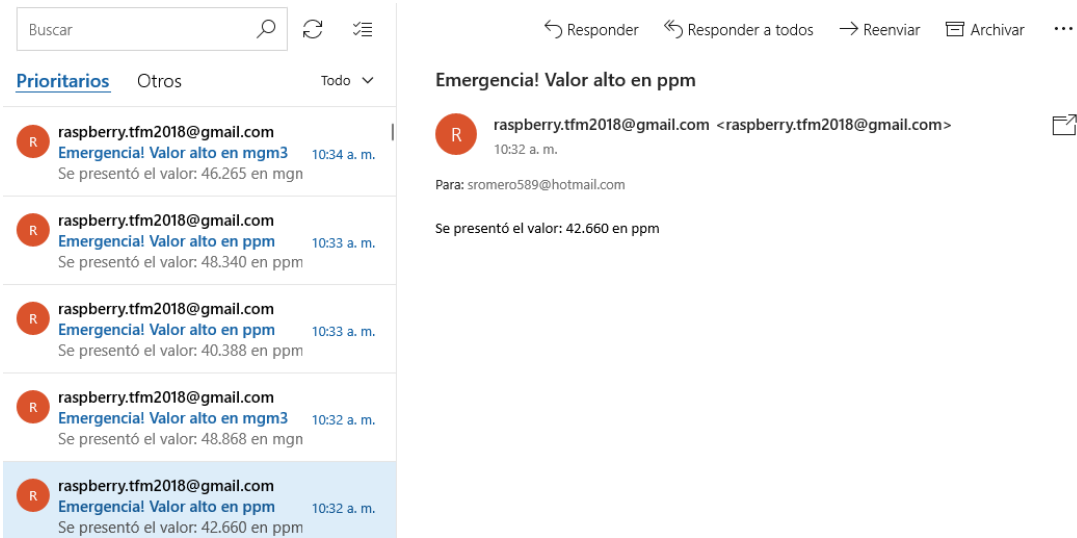 Buscar
Prioritarios Otros Todo
R
raspberry.tfm2018@gmail.com
Emergencia! Valor alto en mgm3 10:34 a. m.
Se presentó el valor: 46.265 en mgn
R
raspberry.tfm2018@gmail.com
Emergencia! Valor alto en ppm 10:33 a. m.
Se presentó el valor: 48.340 en ppm
R
raspberry.tfm2018@gmail.com
Emergencia! Valor alto en ppm 10:33 a. m.
Se presentó el valor: 40.388 en ppm
R
raspberry.tfm2018@gmail.com
Emergencia! Valor alto en mgm3 10:32 a. m.
Se presentó el valor: 48.868 en mgn
R
raspberry.tfm2018@gmail.com
Emergencia! Valor alto en ppm 10:32 a. m.
Se presentó el valor: 42.660 en ppm
Responder Responder a todos Reenviar Archivar ...
Emergencia! Valor alto en ppm
R
raspberry.tfm2018@gmail.com <raspberry.tfm2018@gmail.com>
10:32 a. m.
Para: sromero589@hotmail.com
Se presentó el valor: 42.660 en ppm